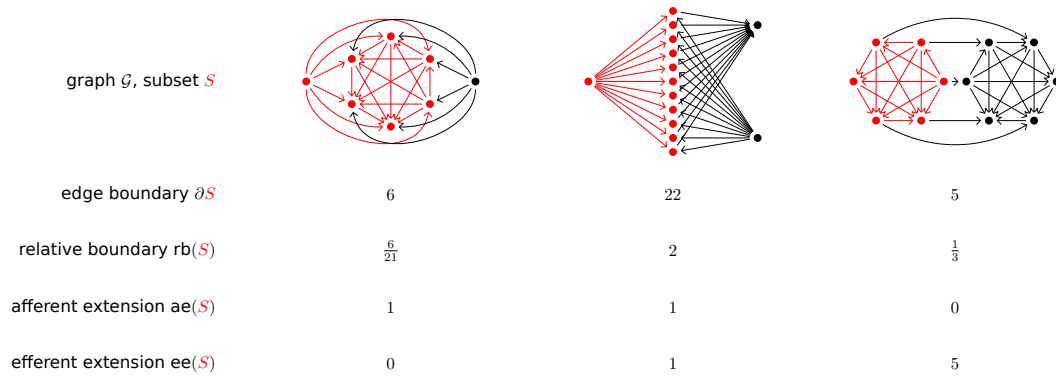 graph 𝒢, subset S
edge boundary ∂S 6 22 5
relative boundary rb(S) 6/21 2 1/3
afferent extension ae(S) 1 1 0
efferent extension ee(S) 0 1 5